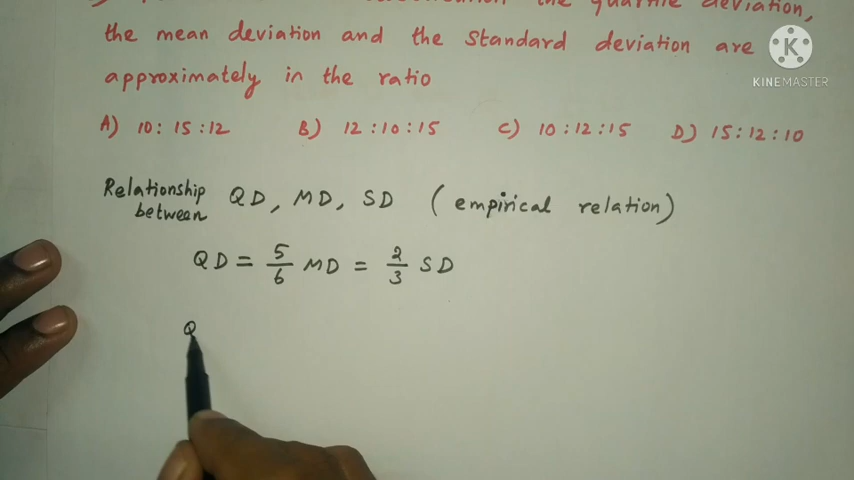 the quartile deviation,
the mean deviation and the standard deviation are
approximately in the ratio
A) 10:15:12 B) 12:10:15 C) 10:12:15 D) 15:12:10
Relationship between QD, MD, SD (empirical relation)
QD = 5/6 MD = 2/3 SD
Q
K
KINEMASTER